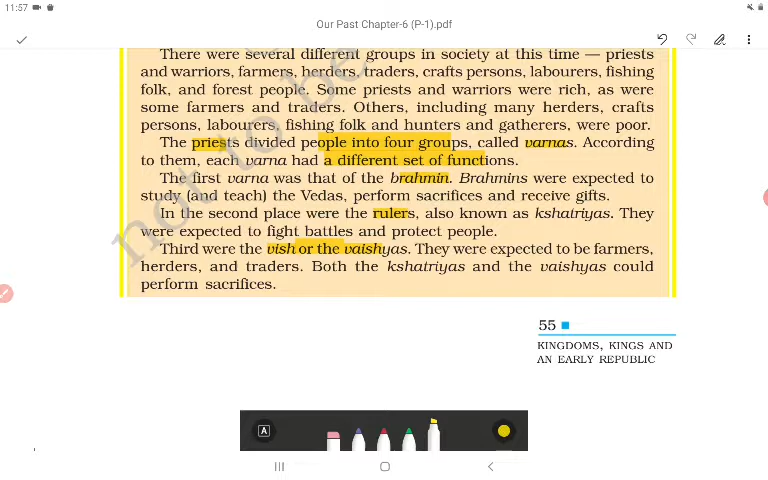 11:57
Our Past Chapter-6 (P-1).pdf
There were several different groups in society at this time — priests
and warriors, farmers, herders, traders, crafts persons, labourers, fishing
folk, and forest people. Some priests and warriors were rich, as were
some farmers and traders. Others, including many herders, crafts
persons, labourers, fishing folk and hunters and gatherers, were poor.
The priests divided people into four groups, called varnas. According
to them, each varna had a different set of functions.
The first varna was that of the brahmin. Brahmins were expected to
study (and teach) the Vedas, perform sacrifices and receive gifts.
In the second place were the rulers, also known as kshatriyas. They
were expected to fight battles and protect people.
Third were the vish or the vaishyas. They were expected to be farmers,
herders, and traders. Both the kshatriyas and the vaishyas could
perform sacrifices.
not to be
55
KINGDOMS, KINGS AND
AN EARLY REPUBLIC
A